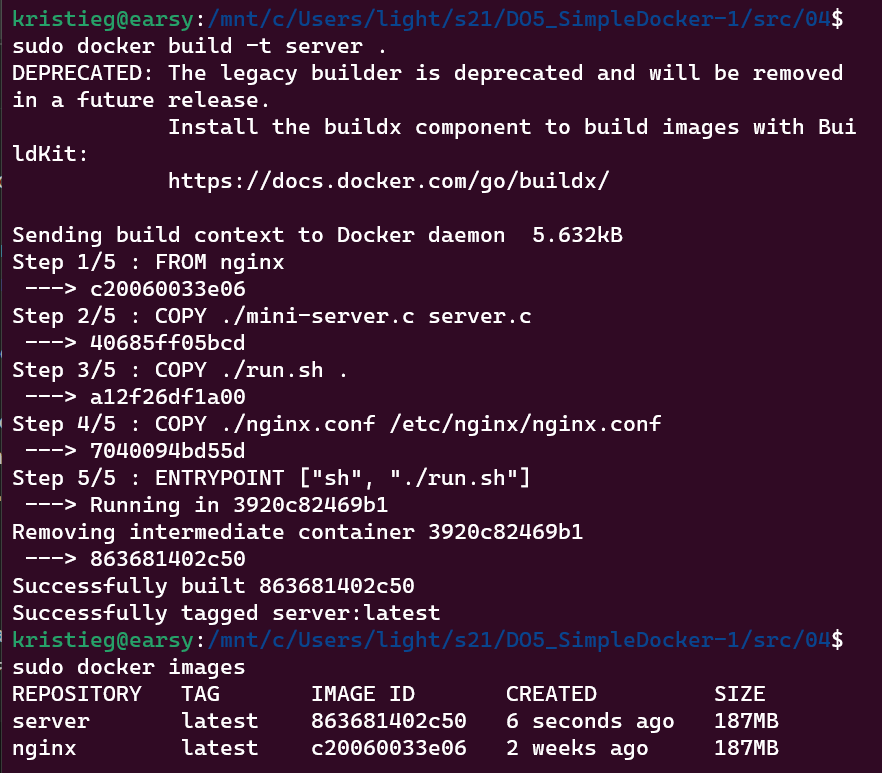 kristieg@earsy:/mnt/c/Users/light/s21/DO5_SimpleDocker-1/src/04$
sudo docker build -t server .
DEPRECATED: The legacy builder is deprecated and will be removed
in a future release.
            Install the buildx component to build images with Bui
ldKit:
            https://docs.docker.com/go/buildx/

Sending build context to Docker daemon  5.632kB
Step 1/5 : FROM nginx
 ---> c20060033e06
Step 2/5 : COPY ./mini-server.c server.c
 ---> 40685ff05bcd
Step 3/5 : COPY ./run.sh .
 ---> a12f26df1a00
Step 4/5 : COPY ./nginx.conf /etc/nginx/nginx.conf
 ---> 7040094bd55d
Step 5/5 : ENTRYPOINT ["sh", "./run.sh"]
 ---> Running in 3920c82469b1
Removing intermediate container 3920c82469b1
 ---> 863681402c50
Successfully built 863681402c50
Successfully tagged server:latest
kristieg@earsy:/mnt/c/Users/light/s21/DO5_SimpleDocker-1/src/04$
sudo docker images
REPOSITORY   TAG       IMAGE ID       CREATED         SIZE
server       latest    863681402c50   6 seconds ago   187MB
nginx        latest    c20060033e06   2 weeks ago     187MB